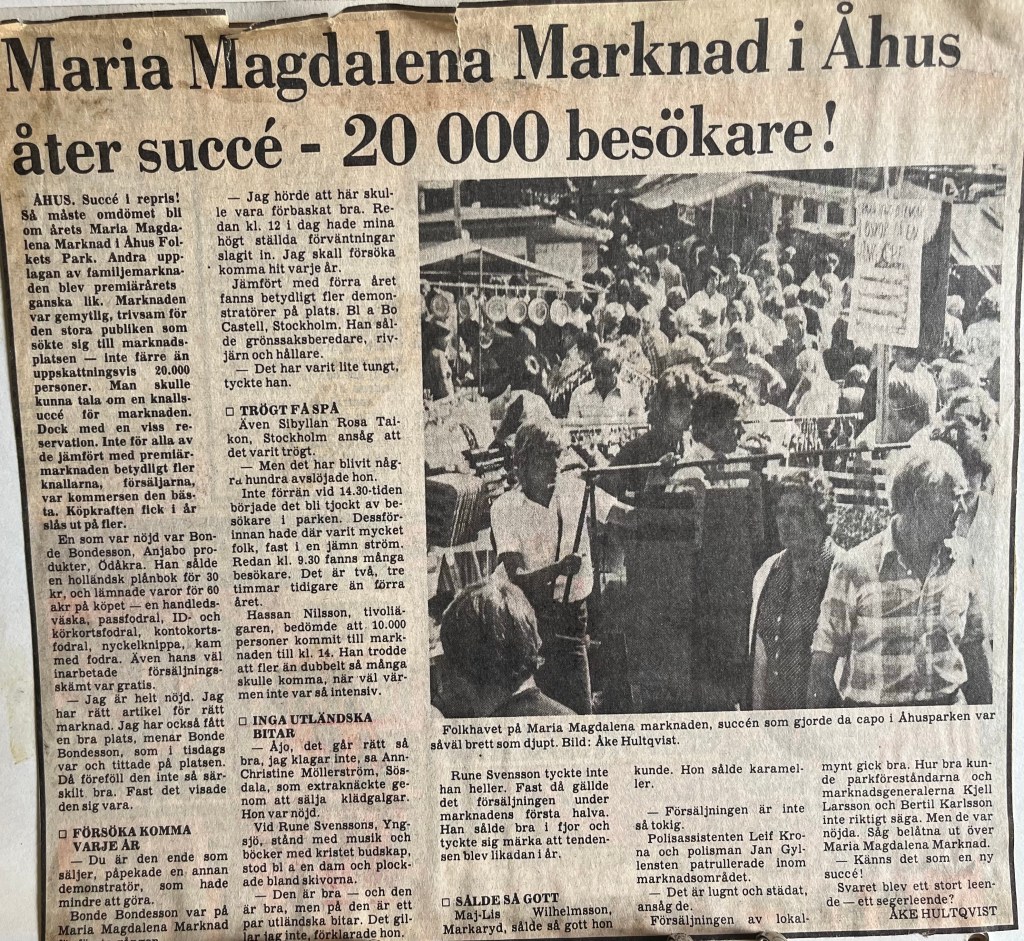 Maria Magdalena Marknad i Åhus
åter succé - 20 000 besökare!
ÅHUS. Succé i repris!
Så måste omdömet bli
om årets Maria Magda-
lena Marknad i Åhus Fol-
kets Park. Andra upp-
lagan av familjemarkna-
den blev premiärårets
ganska lik. Marknaden
var gemytlig, trivsam för
den stora publiken som
sökte sig till marknads-
platsen — inte färre än
uppskattningsvis 20.000
personer. Man skulle
kunna tala om en knall-
succé för marknaden.
Dock med en viss re-
servation. Inte för alla av
de jämfört med premiär-
marknaden betydligt fler
knallarna, försäljarna,
var kommersen den bäs-
ta. Köpkraften fick i år
slås ut på fler.
En som var nöjd var Bon-
de Bondesson, Anjabo pro-
dukter, Ödåkra. Han sålde
en holländsk plånbok för 30
kr, och lämnade varor för 60
akr på köpet — en handleds-
väska, passfodral, ID- och
körkortsfodral, kontokorts-
fodral, nyckelknippa, kam
med fodra. Även hans väl
inarbetade försäljnings-
skämt var gratis.
— Jag är helt nöjd. Jag
har rätt artikel för rätt
marknad. Jag har också fått
en bra plats, menar Bonde
Bondesson, som i tisdags
var och tittade på platsen.
Då föreföll den inte så sär-
skilt bra. Fast det visade
den sig vara.
□ FÖRSÖKA KOMMA
VARJE ÅR
— Du är den ende som
säljer, påpekade en annan
demonstratör, som hade
mindre att göra.
Bonde Bondesson var på
Maria Magdalena Marknad
— Jag hörde att här skul-
le vara förbaskat bra. Re-
dan kl. 12 i dag hade mina
högt ställda förväntningar
slagit in. Jag skall försöka
komma hit varje år.
Jämfört med förra året
fanns betydligt fler demon-
stratörer på plats. Bl a Bo
Castell, Stockholm. Han sål-
de grönssaksberedare, riv-
järn och hållare.
— Det har varit lite tungt,
tyckte han.
□ TRÖGT FÅ SPÅ
Även Sibyllan Rosa Tai-
kon, Stockholm ansåg att
det varit trögt.
— Men det har blivit någ-
ra hundra avslöjade hon.
Inte förrän vid 14.30-tiden
började det bli tjockt av be-
sökare i parken. Dessför-
innan hade där varit mycket
folk, fast i en jämn ström.
Redan kl. 9.30 fanns många
besökare. Det är två, tre
timmar tidigare än förra
året.
Hassan Nilsson, tivoliä-
garen, bedömde att 10.000
personer kommit till mark-
naden till kl. 14. Han trodde
att fler än dubbelt så många
skulle komma, när väl vär-
men inte var så intensiv.
□ INGA UTLÄNDSKA
BITAR
— Åjo, det går rätt så
bra, jag klagar inte, sa Ann-
Christine Möllerström, Sös-
dala, som extraknäckte ge-
nom att sälja klädgalgar.
Hon var nöjd.
Vid Rune Svenssons, Yng-
sjö, stånd med musik och
böcker med kristet budskap,
stod bl a en dam och plock-
ade bland skivorna.
— Den är bra — och den
är bra, men på den är ett
par utländska bitar. Det gil-
lar jag inte, förklarade hon.
Folkhavet på Maria Magdalena marknaden, succén som gjorde da capo i Åhusparken var
såväl brett som djupt. Bild: Åke Hultqvist.
Rune Svensson tyckte inte
han heller. Fast då gällde
det försäljningen under
marknadens första halva.
Han sålde bra i fjor och
tyckte sig märka att tenden-
sen blev likadan i år.
□ SÅLDE SÅ GOTT
Maj-Lis Wilhelmsson,
Markaryd, sålde så gott hon
kunde. Hon sålde karamel-
ler.
— Försäljningen är inte
så tokig.
Polisassistenten Leif Kro-
na och polisman Jan Gyl-
lensten patrullerade inom
marknadsområdet.
— Det är lugnt och städat,
ansåg de.
Försäljningen av lokal-
mynt gick bra. Hur bra kun-
de parkföreståndarna och
marknadsgeneralerna Kjell
Larsson och Bertil Karlsson
inte riktigt säga. Men de var
nöjda. Såg belåtna ut över
Maria Magdalena Marknad.
— Känns det som en ny
succé!
Svaret blev ett stort leen-
de — ett segerleende!
ÅKE HULTQVIST